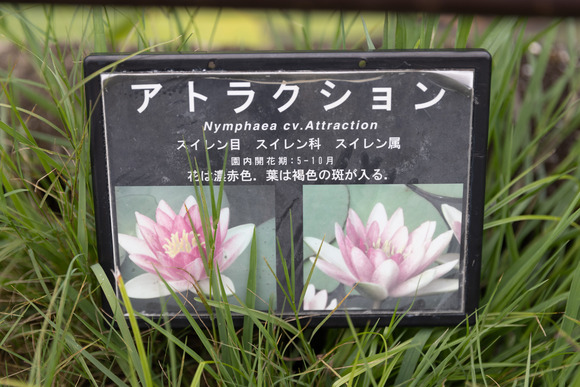 アトラクション
Nymphaea cv.Attraction
スイレン目 スイレン科 スイレン属
園内開花期:5-10月
花は濃赤色．葉は褐色の斑が入る．